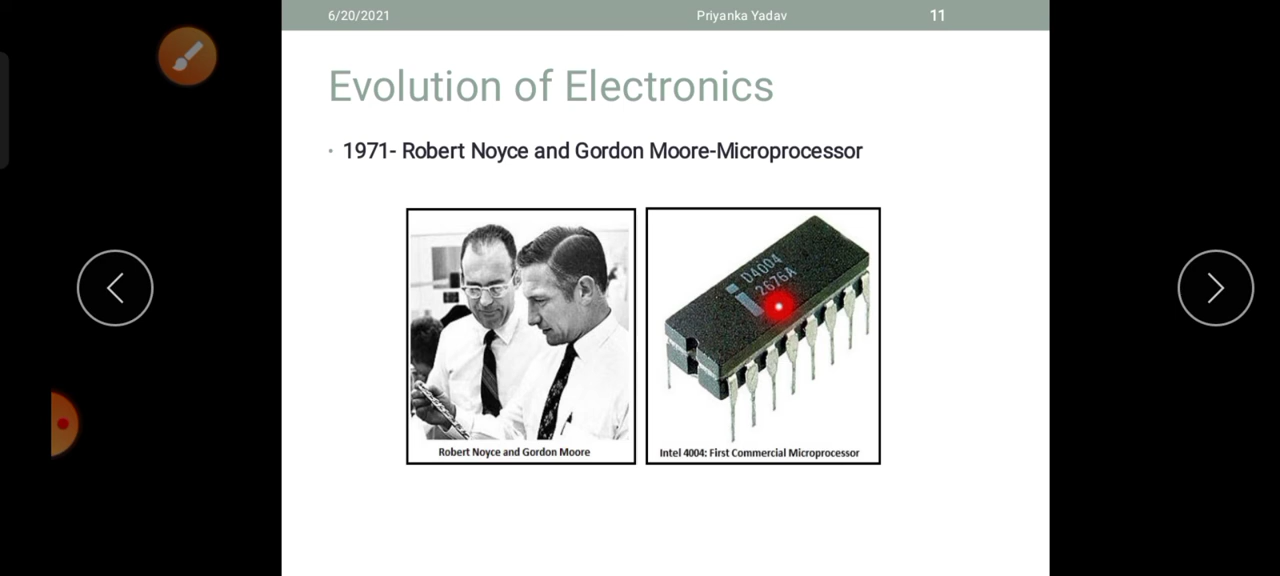 6/20/2021 Priyanka Yadav 11
Evolution of Electronics
• 1971- Robert Noyce and Gordon Moore-Microprocessor
D4004
2676A
Robert Noyce and Gordon Moore
Intel 4004: First Commercial Microprocessor